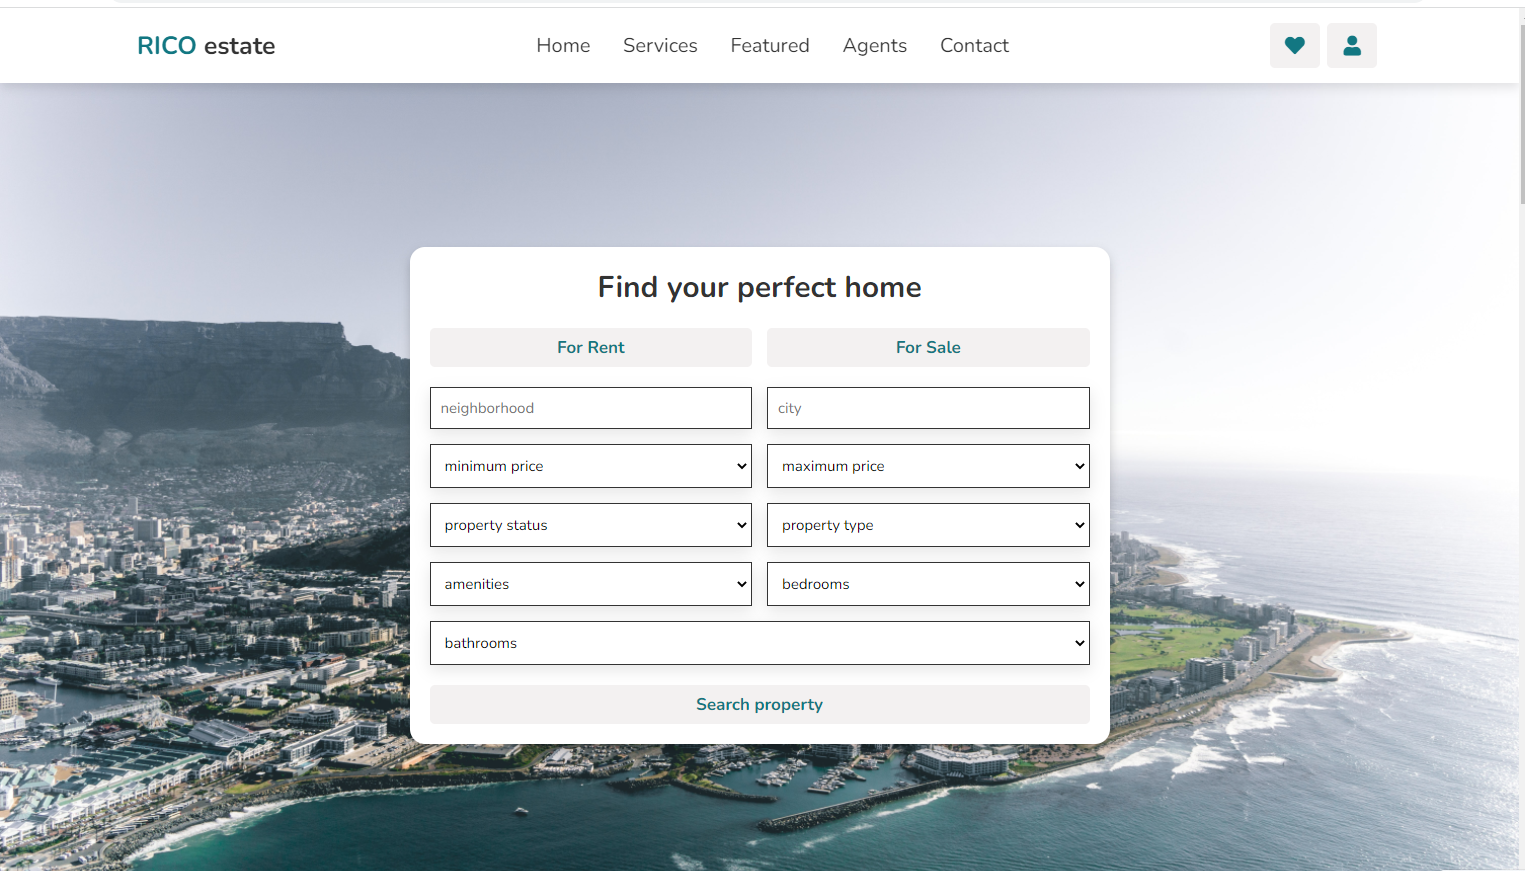 RICO estate
Home Services Featured Agents Contact
Find your perfect home
For Rent For Sale
neighborhood city
minimum price maximum price
property status property type
amenities bedrooms
bathrooms
Search property